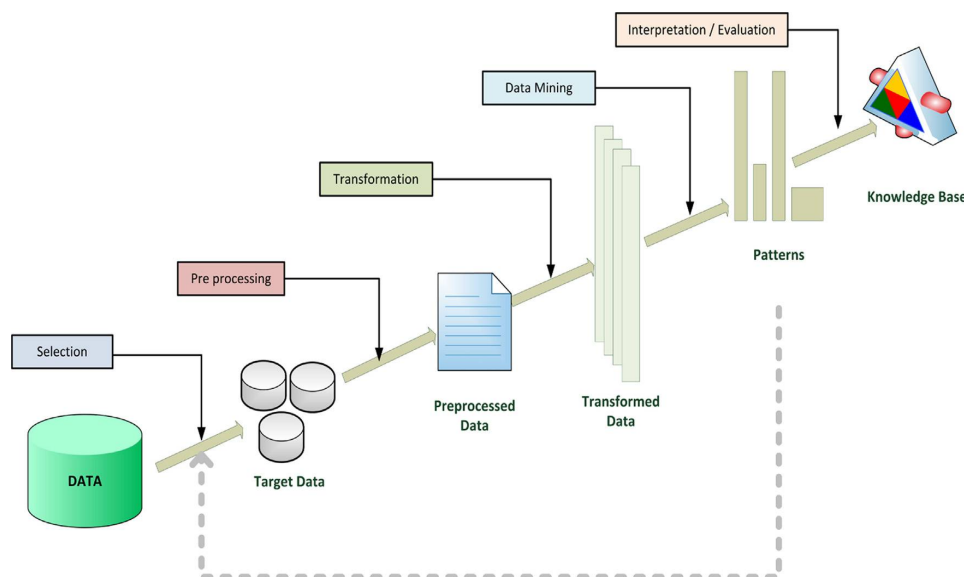 Interpretation / Evaluation
Data Mining
Knowledge Base
Transformation
Patterns
Pre processing
Selection
Preprocessed
Data
Transformed
Data
DATA
Target Data